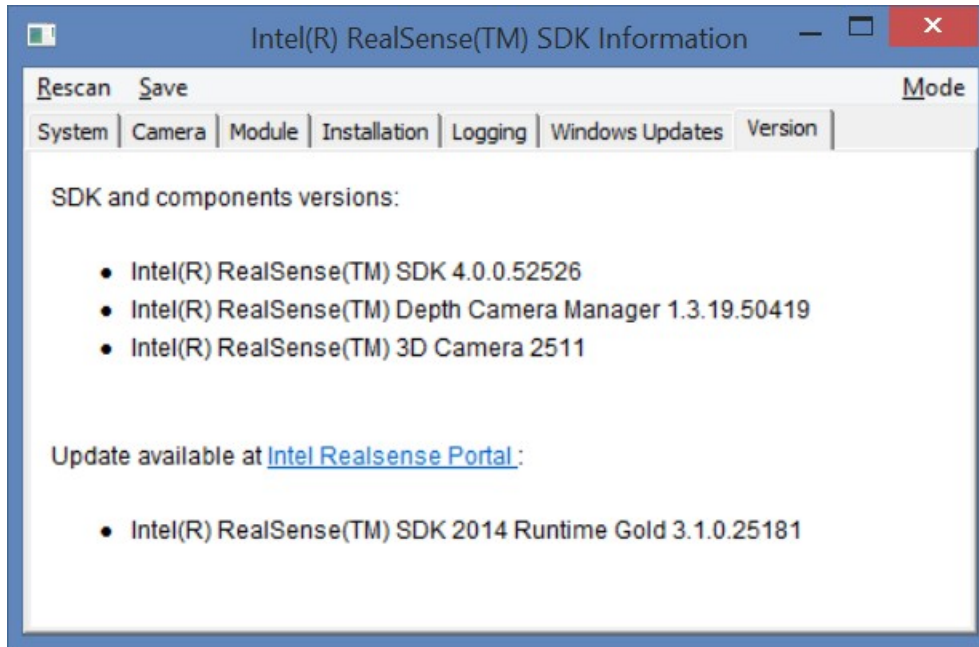 Intel(R) RealSense(TM) SDK Information
Rescan Save Mode
System Camera Module Installation Logging Windows Updates Version
SDK and components versions:
• Intel(R) RealSense(TM) SDK 4.0.0.52526
• Intel(R) RealSense(TM) Depth Camera Manager 1.3.19.50419
• Intel(R) RealSense(TM) 3D Camera 2511
Update available at Intel Realsense Portal :
• Intel(R) RealSense(TM) SDK 2014 Runtime Gold 3.1.0.25181